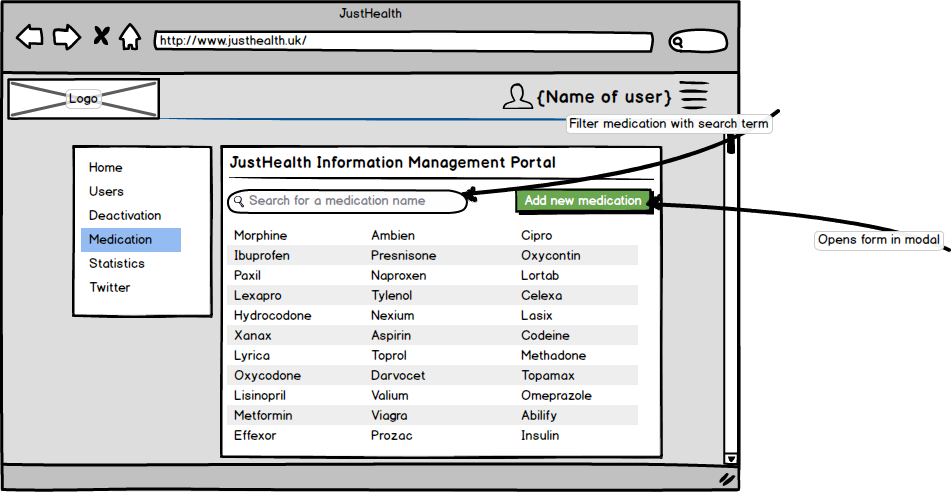 JustHealth
http://www.justhealth.uk/
Logo
{Name of user}
Filter medication with search term
Home
Users
Deactivation
Medication
Statistics
Twitter
JustHealth Information Management Portal
Search for a medication name
Add new medication
Opens form in modal
Morphine Ambien Cipro
Ibuprofen Presnisone Oxycontin
Paxil Naproxen Lortab
Lexapro Tylenol Celexa
Hydrocodone Nexium Lasix
Xanax Aspirin Codeine
Lyrica Toprol Methadone
Oxycodone Darvocet Topamax
Lisinopril Valium Omeprazole
Metformin Viagra Abilify
Effexor Prozac Insulin